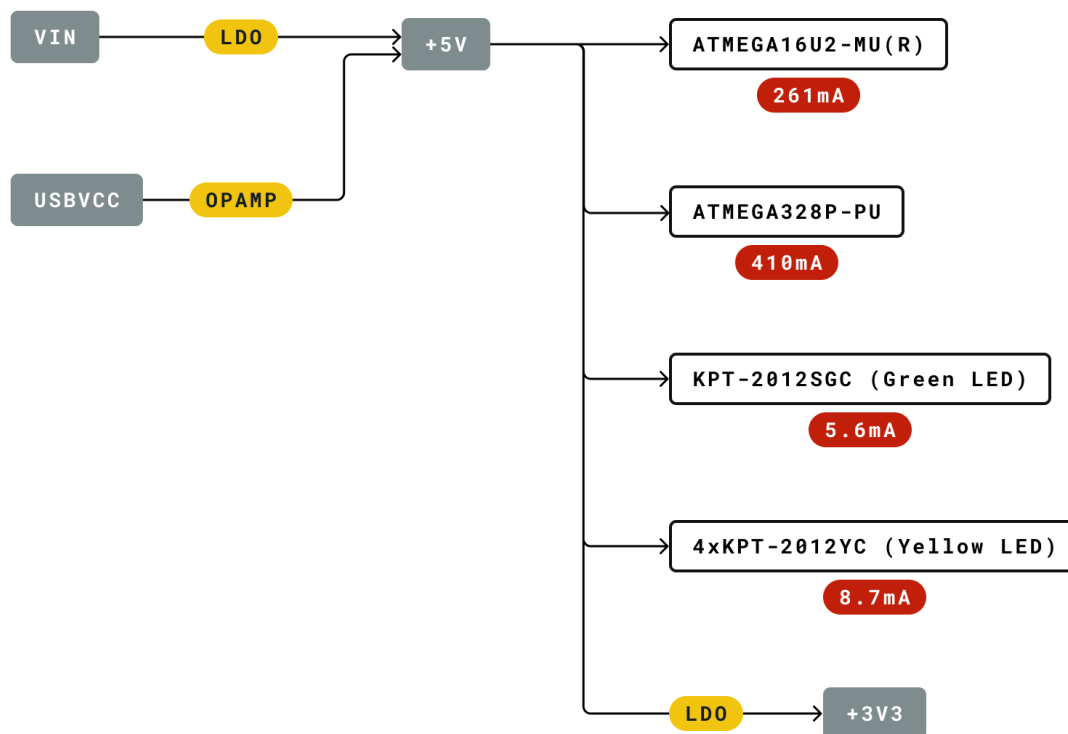 VIN
LDO
+5V
ATMEGA16U2-MU(R)
261mA
USBVCC
OPAMP
ATMEGA328P-PU
410mA
KPT-2012SGC (Green LED)
5.6mA
4xKPT-2012YC (Yellow LED)
8.7mA
LDO
+3V3